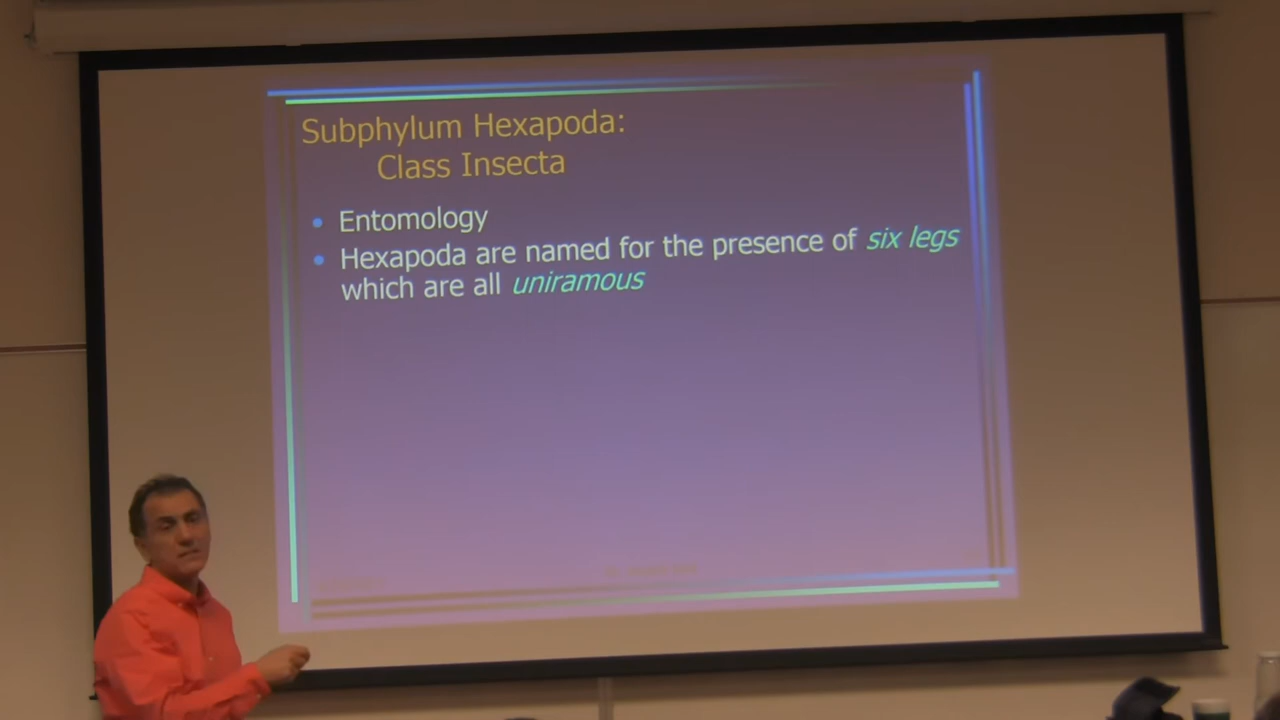 Subphylum Hexapoda:
Class Insecta
• Entomology
• Hexapoda are named for the presence of six legs
which are all uniramous